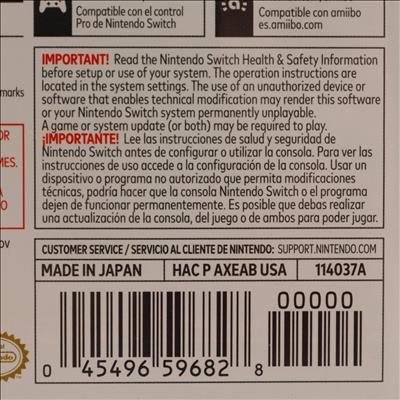 Compatible con el control
Pro de Nintendo Switch
Compatible con amiibo
es.amiibo.com
IMPORTANT! Read the Nintendo Switch Health & Safety Information
before setup or use of your system. The operation instructions are
located in the system settings. The use of an unauthorized device or
software that enables technical modification may render this software
or your Nintendo Switch system permanently unplayable.
A game or system update (or both) may be required to play.
¡IMPORTANTE! Lee las instrucciones de salud y seguridad de
Nintendo Switch antes de configurar o utilizar la consola. Para ver las
instrucciones de uso accede a la configuración de la consola. Usar un
dispositivo o programa no autorizado que permita modificaciones
técnicas, podría hacer que la consola Nintendo Switch o el programa
dejen de funcionar permanentemente. Es posible que debas realizar
una actualización de la consola, del juego o de ambos para poder jugar.
CUSTOMER SERVICE / SERVICIO AL CLIENTE DE NINTENDO: SUPPORT.NINTENDO.COM
MADE IN JAPAN HAC P AXEAB USA 114037A
00000
0 45496 59682 8